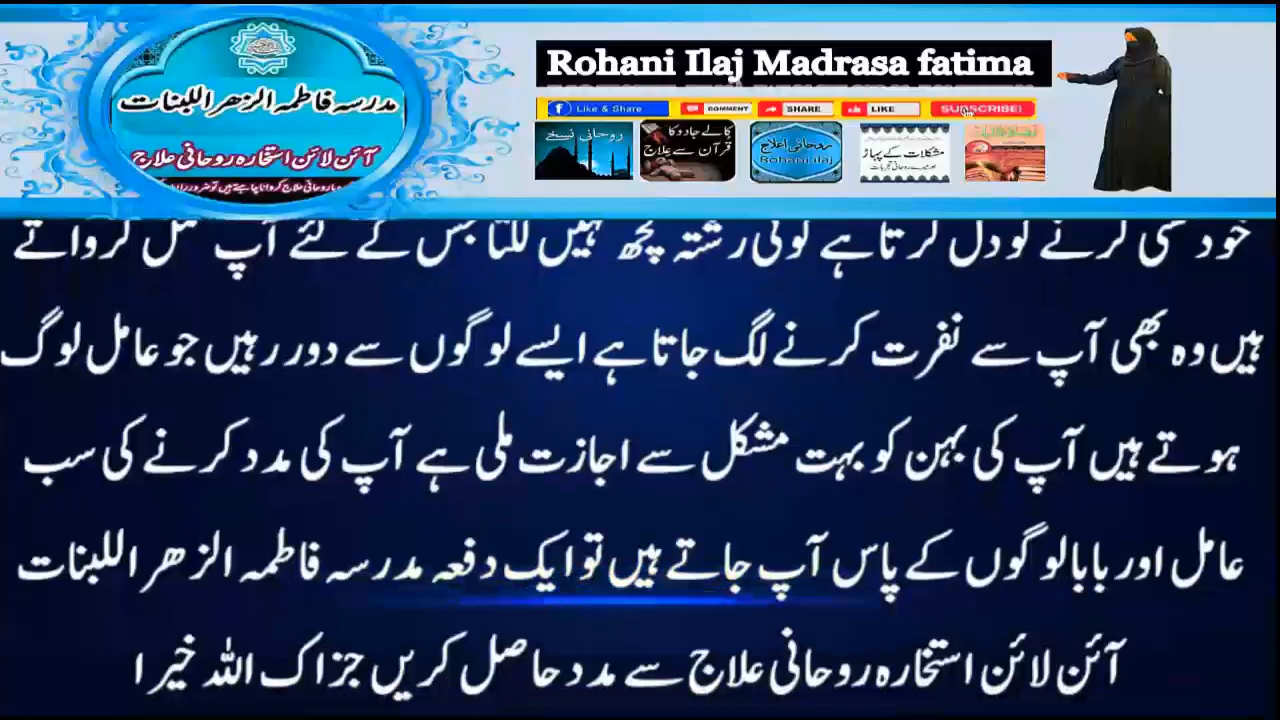 مدرسہ فاطمہ الزھرا للبنات
آئن لائن استخارہ روحانی علاج
Rohani Ilaj Madrasa fatima
Like & Share
COMMENT
SHARE
LIKE
SUBSCRIBE!
روحانی نسخے
کالے جادو کا
قرآن سے علاج
روحانی علاج
Rohani Ilaj
مشکلات کے پہاڑ
خود کشی کرنے کو دل کرتا ہے کوئی رشتہ کچھ نہیں لگتا جس کے لئے آپ عمل کرواتے
ہیں وہ بھی آپ سے نفرت کرنے لگ جاتا ہے ایسے لوگوں سے دور رہیں جو عامل لوگ
ہوتے ہیں آپ کی بہن کو بہت مشکل سے اجازت ملی ہے آپ کی مدد کرنے کی سب
عامل اور بابا لوگوں کے پاس آپ جاتے ہیں تو ایک دفعہ مدرسہ فاطمہ الزھرا للبنات
آئن لائن استخارہ روحانی علاج سے مدد حاصل کریں جزاک اللہ خیرا